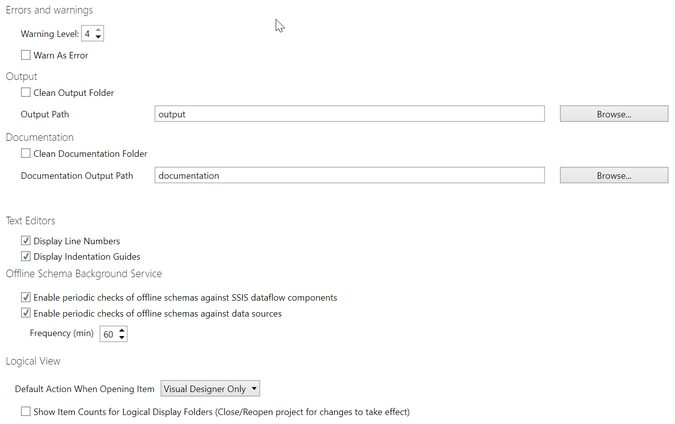 Errors and warnings
Warning Level: 4
Warn As Error
Output
Clean Output Folder
Output Path output Browse...
Documentation
Clean Documentation Folder
Documentation Output Path documentation Browse...
Text Editors
Display Line Numbers
Display Indentation Guides
Offline Schema Background Service
Enable periodic checks of offline schemas against SSIS dataflow components
Enable periodic checks of offline schemas against data sources
Frequency (min) 60
Logical View
Default Action When Opening Item Visual Designer Only
Show Item Counts for Logical Display Folders (Close/Reopen project for changes to take effect)